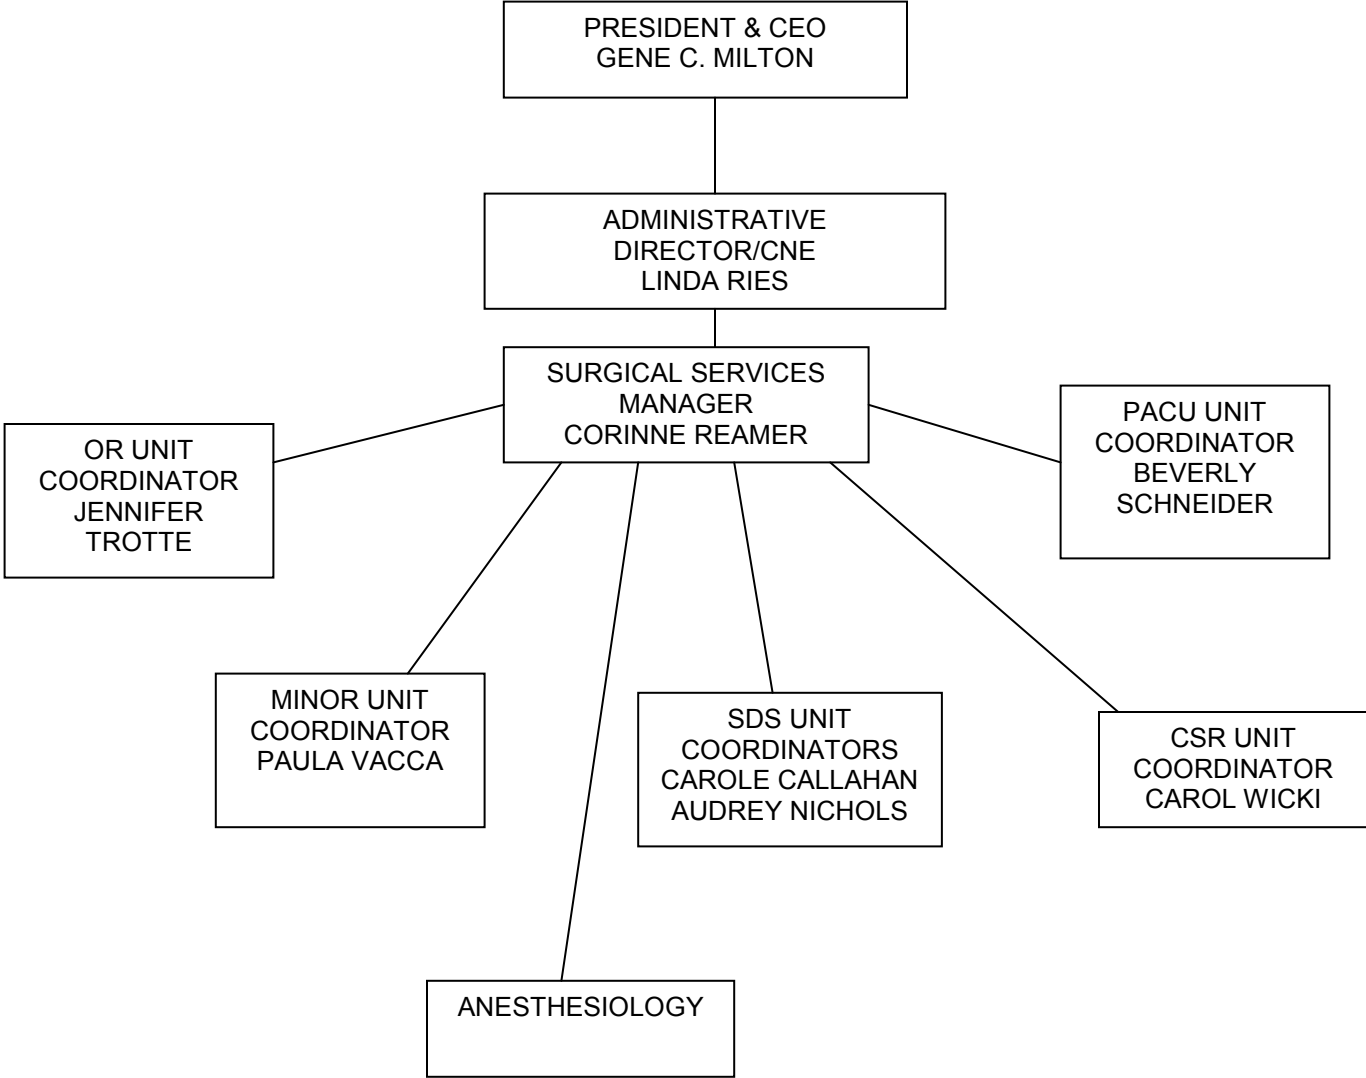 PRESIDENT & CEO
GENE C. MILTON
ADMINISTRATIVE
DIRECTOR/CNE
LINDA RIES
SURGICAL SERVICES
MANAGER
CORINNE REAMER
OR UNIT
COORDINATOR
JENNIFER
TROTTE
PACU UNIT
COORDINATOR
BEVERLY
SCHNEIDER
MINOR UNIT
COORDINATOR
PAULA VACCA
SDS UNIT
COORDINATORS
CAROLE CALLAHAN
AUDREY NICHOLS
CSR UNIT
COORDINATOR
CAROL WICKI
ANESTHESIOLOGY